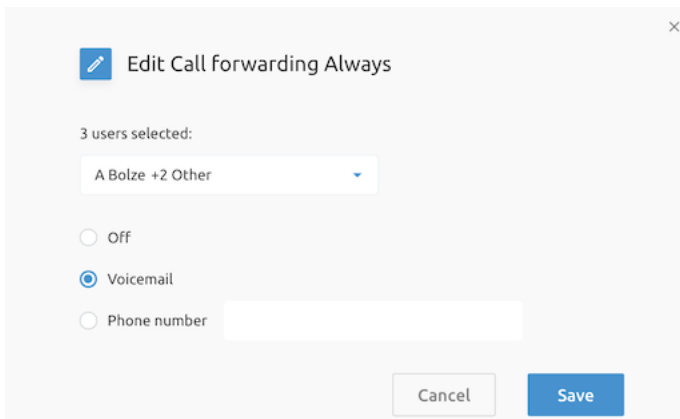 Edit Call forwarding Always
3 users selected:
A Bolze +2 Other
Off
Voicemail
Phone number
Cancel
Save